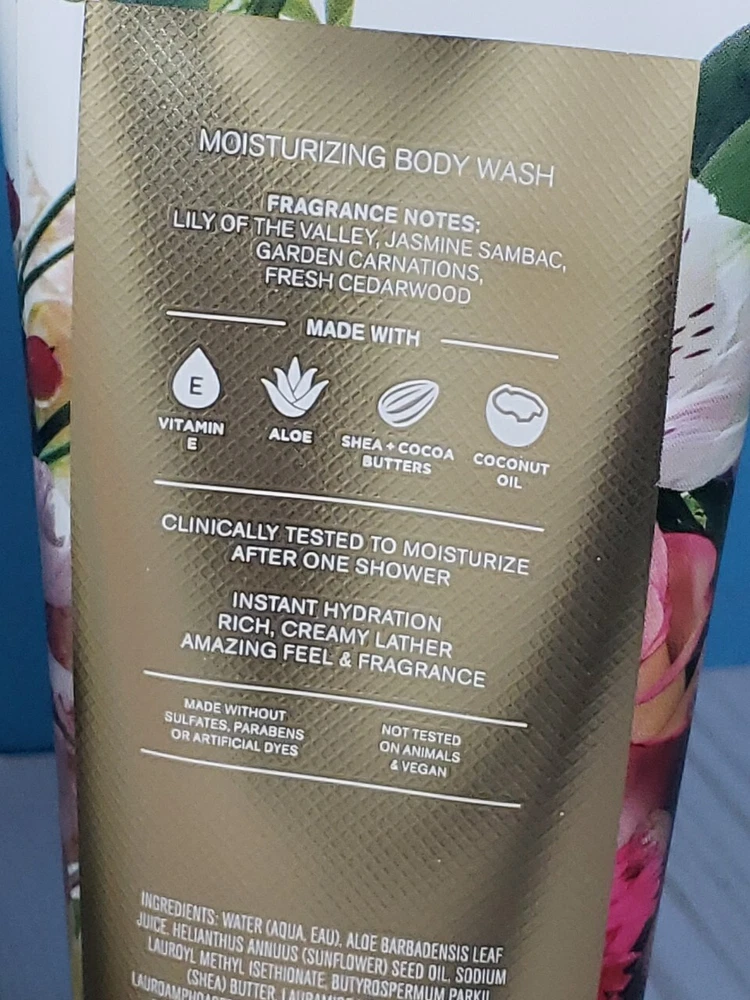 MOISTURIZING BODY WASH
FRAGRANCE NOTES:
LILY OF THE VALLEY, JASMINE SAMBAC,
GARDEN CARNATIONS,
FRESH CEDARWOOD
MADE WITH
E
VITAMIN
E
ALOE
SHEA + COCOA
BUTTERS
COCONUT
OIL
CLINICALLY TESTED TO MOISTURIZE
AFTER ONE SHOWER
INSTANT HYDRATION
RICH, CREAMY LATHER
AMAZING FEEL & FRAGRANCE
MADE WITHOUT
SULFATES, PARABENS
OR ARTIFICIAL DYES
NOT TESTED
ON ANIMALS
& VEGAN
INGREDIENTS: WATER (AQUA, EAU), ALOE BARBADENSIS LEAF
JUICE, HELIANTHUS ANNUUS (SUNFLOWER) SEED OIL, SODIUM
LAUROYL METHYL ISETHIONATE, BUTYROSPERMUM PARKII
(SHEA) BUTTER,